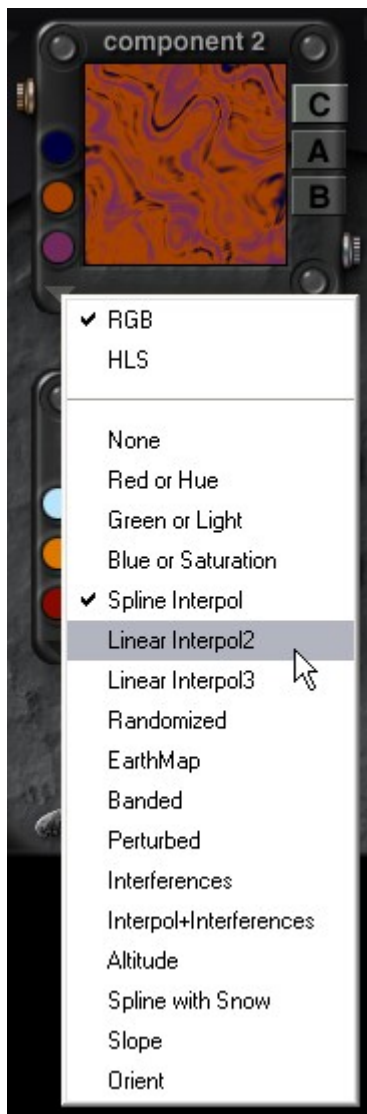 component 2
C
A
B
RGB
HLS
None
Red or Hue
Green or Light
Blue or Saturation
Spline Interpol
Linear Interpol2
Linear Interpol3
Randomized
EarthMap
Banded
Perturbed
Interferences
Interpol+Interferences
Altitude
Spline with Snow
Slope
Orient